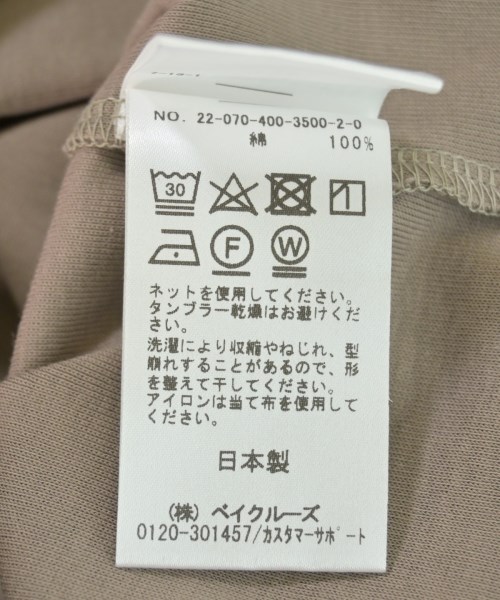 NO. 22-070-400-3500-2-0
綿 100%
30
F W
ネットを使用してください。
タンブラー乾燥はお避けくだ
さい。
洗濯により収縮やねじれ、型
崩れすることがあるので、形
を整えて干してください。
アイロンは当て布を使用して
ください。
日本製
(株) ベイクルーズ
0120-301457/カスタマーサポート